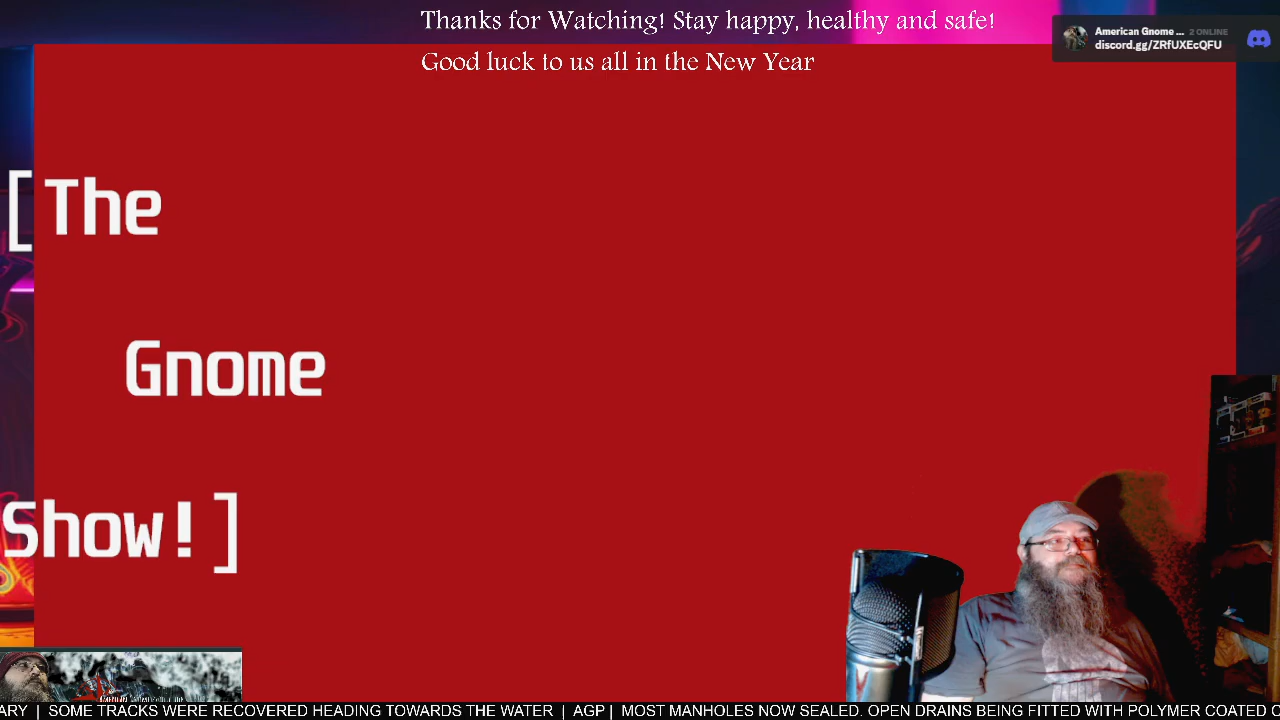 Thanks for Watching! Stay happy, healthy and safe!
Good luck to us all in the New Year
American Gnome ... 2 ONLINE
discord.gg/ZRfUXEcQFU
[The
Gnome
Show!]
ARY | SOME TRACKS WERE RECOVERED HEADING TOWARDS THE WATER | AGP | MOST MANHOLES NOW SEALED. OPEN DRAINS BEING FITTED WITH POLYMER COATED C